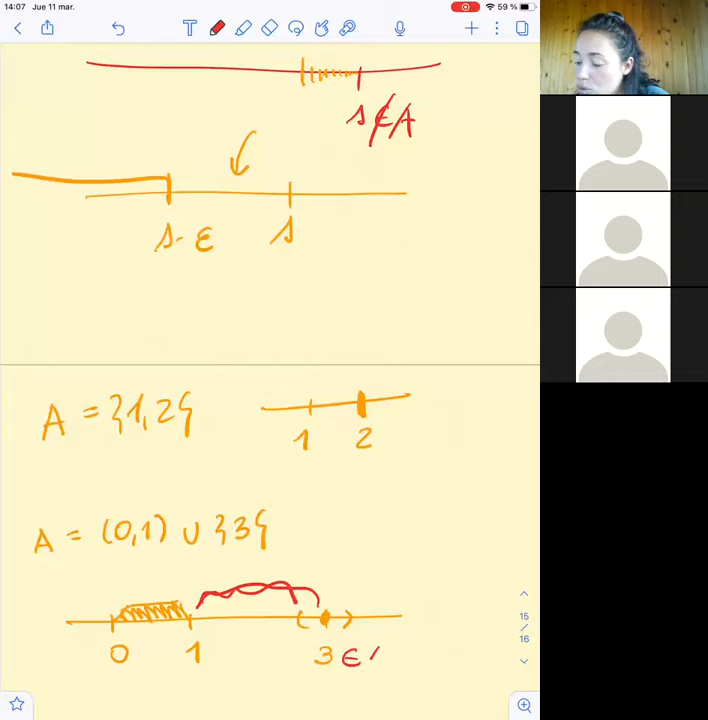 14:07 Jue 11 mar.
59 %
T
s ∉ A
s-ε s
A = {1,2}
1 2
A = (0,1) ∪ {3}
0 1 3 ∈
15
/
16